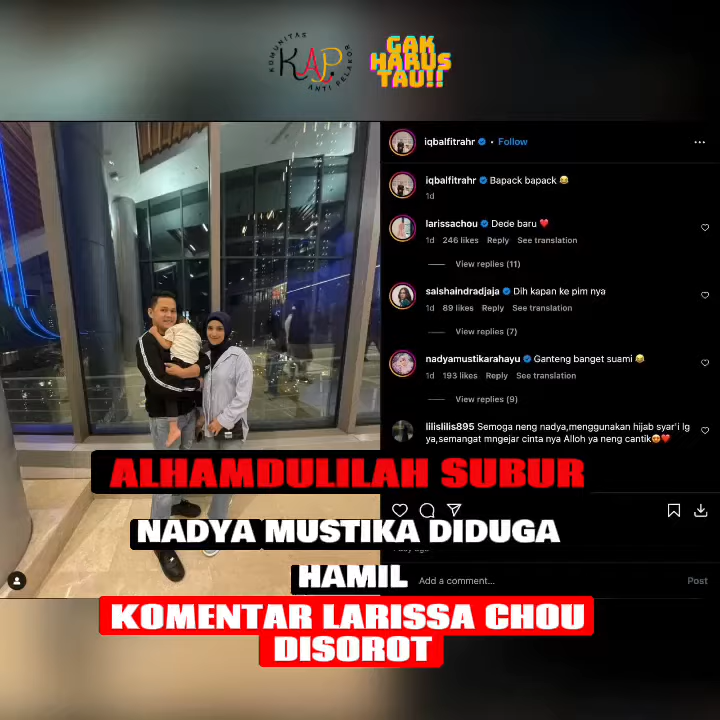 KOMUNITAS
KAP
ANTI PELAKOR
GAK
HARUS
TAU!!
iqbalfitrahr • Follow
iqbalfitrahr Bapack bapack 😂
1d
larissachou Dede baru ❤️
1d 246 likes Reply See translation
View replies (11)
salshaindradjaja Dih kapan ke pim nya
1d 89 likes Reply See translation
View replies (7)
nadyamustikarahayu Ganteng banget suami 😂
1d 193 likes Reply See translation
View replies (9)
lilislilis895 Semoga neng nadya,menggunakan hijab syar'i lg
ya,semangat mngejar cinta nya Alloh ya neng cantik😍❤️
ALHAMDULILAH SUBUR
NADYA MUSTIKA DIDUGA
HAMIL
Add a comment...
Post
KOMENTAR LARISSA CHOU
DISOROT